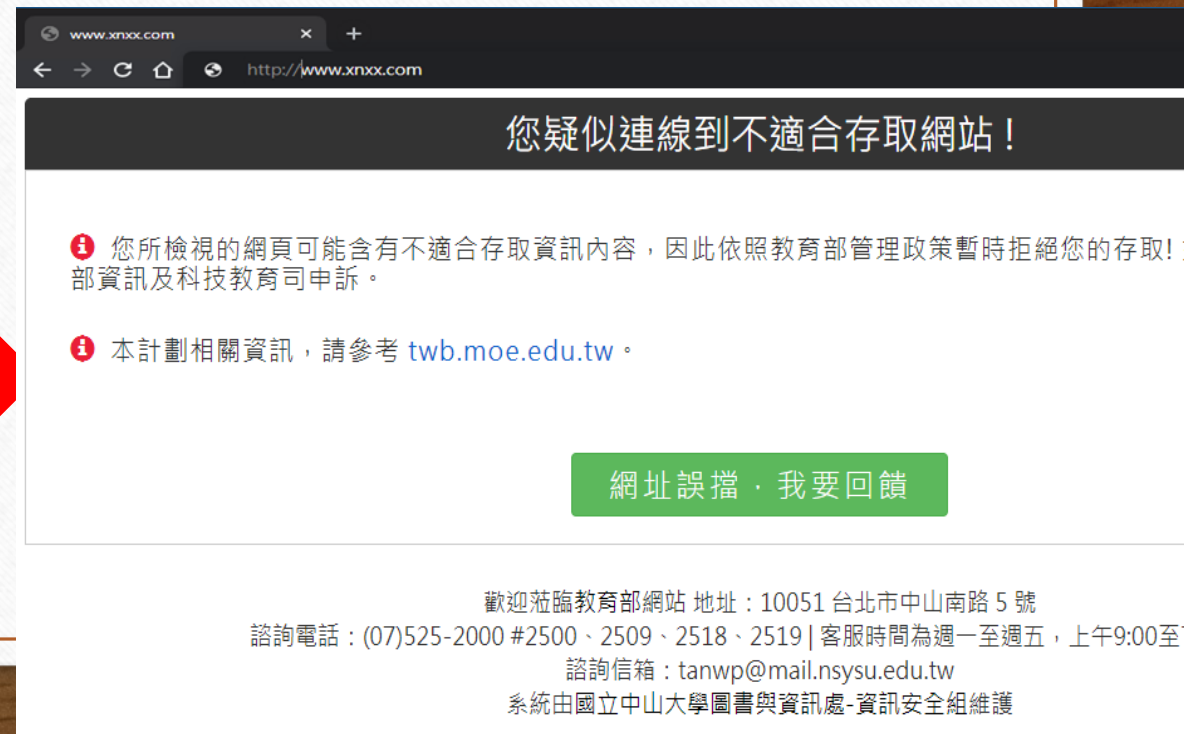 www.xnxx.com
http://www.xnxx.com
您疑似連線到不適合存取網站！
您所檢視的網頁可能含有不適合存取資訊內容，因此依照教育部管理政策暫時拒絕您的存取!
部資訊及科技教育司申訴。
本計劃相關資訊，請參考 twb.moe.edu.tw。
網址誤擋．我要回饋
歡迎蒞臨教育部網站 地址：10051 台北市中山南路 5 號
諮詢電話：(07)525-2000 #2500、2509、2518、2519 | 客服時間為週一至週五，上午9:00至
諮詢信箱：tanwp@mail.nsysu.edu.tw
系統由國立中山大學圖書與資訊處-資訊安全組維護